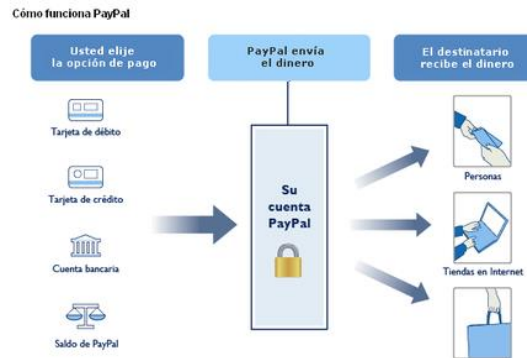 Cómo funciona PayPal
Usted elije
la opción de pago
PayPal envía
el dinero
El destinatario
recibe el dinero
Tarjeta de débito
Tarjeta de crédito
Cuenta bancaria
Saldo de PayPal
Su
cuenta
PayPal
Personas
Tiendas en Internet